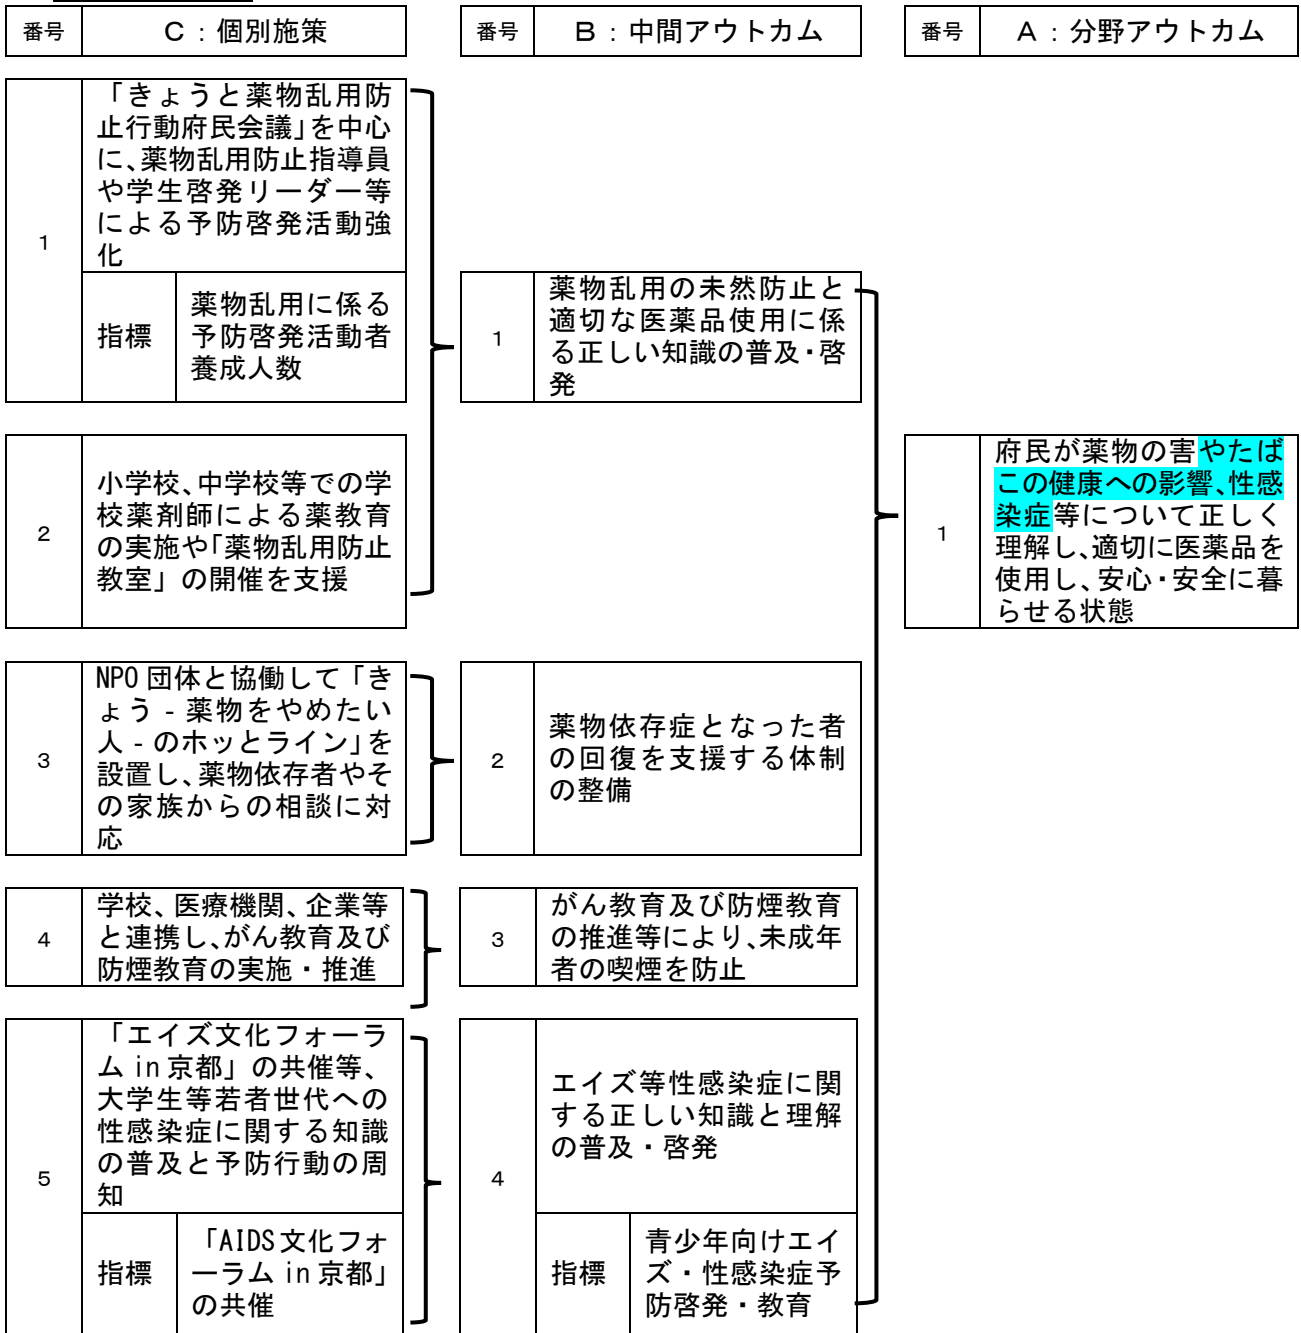 番号
C:個別施策
番号
B:中間アウトカム
番号
A:分野アウトカム
1
「きょうと薬物乱用防
止行動府民会議」を中心
に、薬物乱用防止指導員
や学生啓発リーダー等
による予防啓発活動強
化
指標
薬物乱用に係る
予防啓発活動者
養成人数
2
小学校、中学校等での学
校薬剤師による薬教育
の実施や「薬物乱用防止
教室」の開催を支援
3
NPO 団体と協働して「き
ょう - 薬物をやめたい
人 - のホッとライン」を
設置し、薬物依存者やそ
の家族からの相談に対
応
4
学校、医療機関、企業等
と連携し、がん教育及び
防煙教育の実施・推進
5
「エイズ文化フォーラ
ム in 京都」の共催等、
大学生等若者世代への
性感染症に関する知識
の普及と予防行動の周
知
指標
「AIDS 文化フォ
ーラム in 京都」
の共催
1
薬物乱用の未然防止と
適切な医薬品使用に係
る正しい知識の普及・啓
発
2
薬物依存症となった者
の回復を支援する体制
の整備
3
がん教育及び防煙教育
の推進等により、未成年
者の喫煙を防止
4
エイズ等性感染症に関
する正しい知識と理解
の普及・啓発
指標
青少年向けエイ
ズ・性感染症予
防啓発・教育
1
府民が薬物の害やたば
この健康への影響、性感
染症等について正しく
理解し、適切に医薬品を
使用し、安心・安全に暮
らせる状態